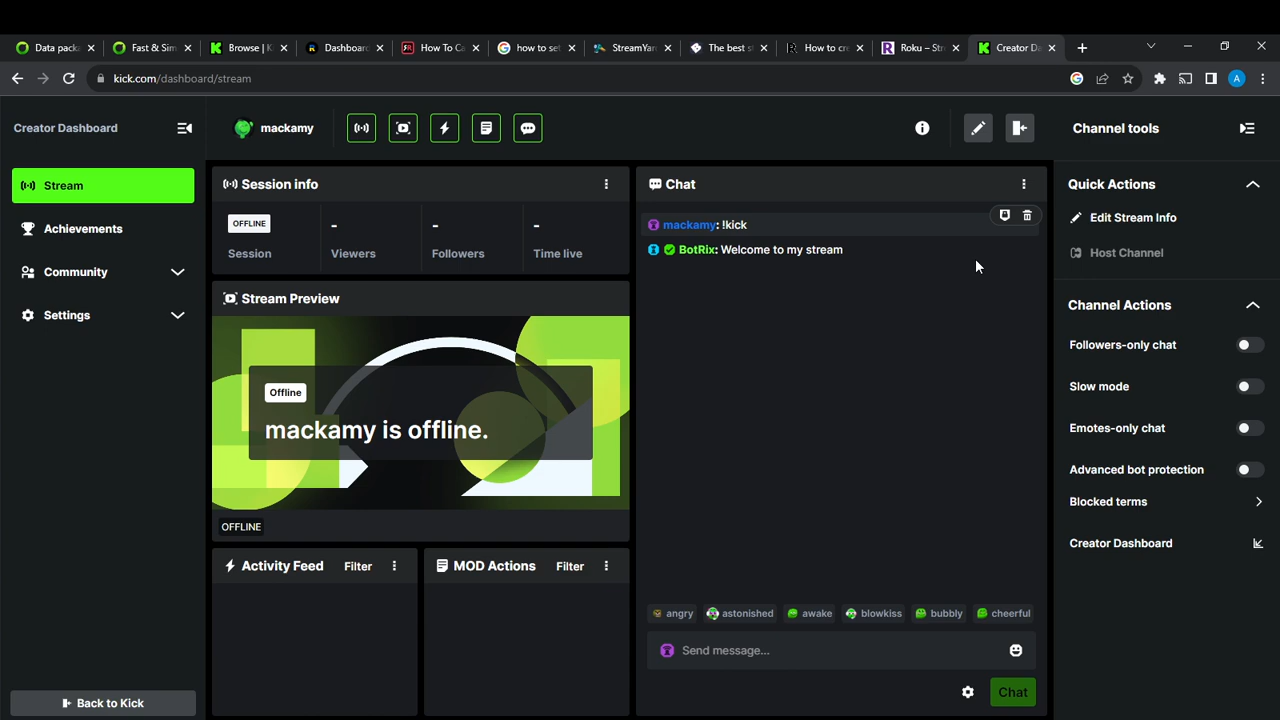 Data pack
Fast & Sim
Browse | K
Dashboard
How To Ca
how to set
StreamYar
The best s
How to cre
Roku – Str
Creator Da
kick.com/dashboard/stream
A
Creator Dashboard
mackamy
Channel tools
Stream
Achievements
Community
Settings
Back to Kick
Session info
OFFLINE
-
-
-
Session
Viewers
Followers
Time live
Stream Preview
Offline
mackamy is offline.
OFFLINE
Activity Feed
Filter
MOD Actions
Filter
Chat
mackamy: !kick
BotRix: Welcome to my stream
angry
astonished
awake
blowkiss
bubbly
cheerful
Send message...
Chat
Quick Actions
Edit Stream Info
Host Channel
Channel Actions
Followers-only chat
Slow mode
Emotes-only chat
Advanced bot protection
Blocked terms
Creator Dashboard